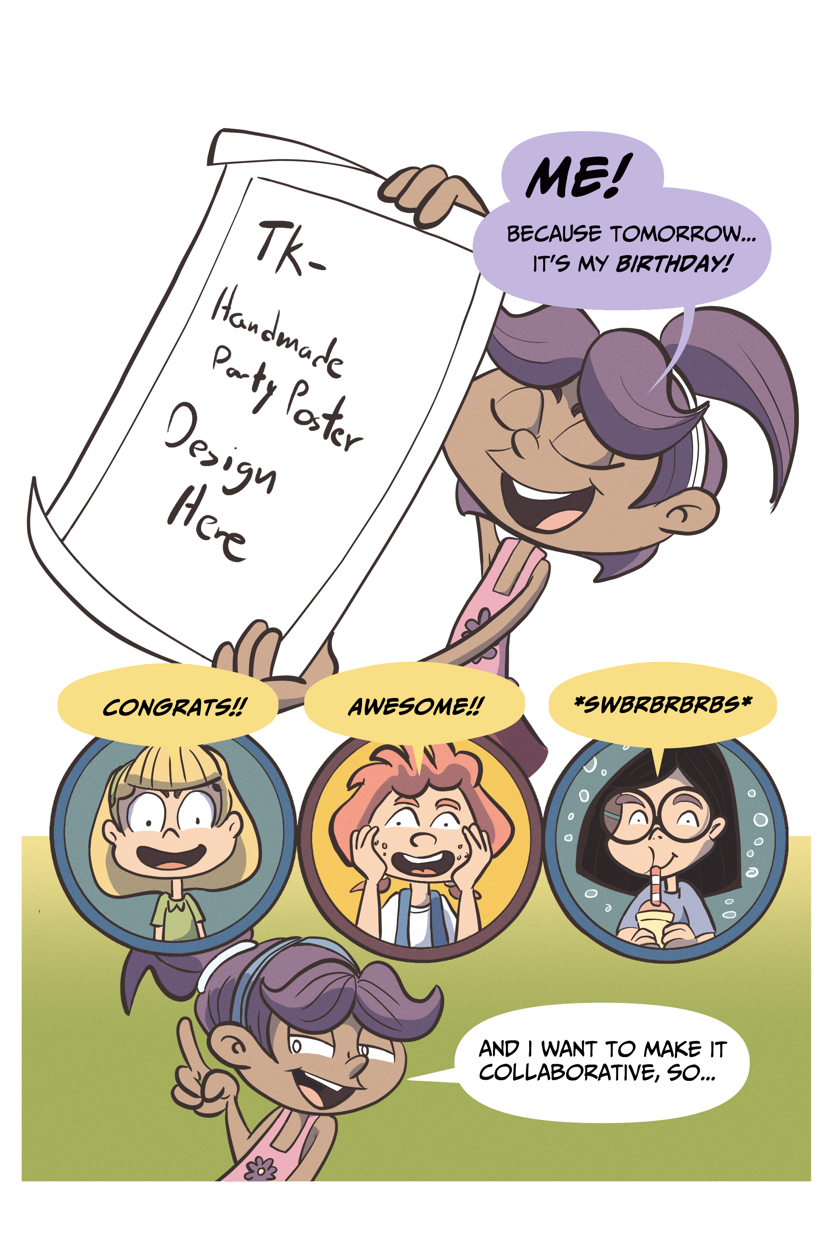 ME!
BECAUSE TOMORROW...
IT'S MY BIRTHDAY!
Tk-
Handmade
Party Poster
Design
Here
CONGRATS!!
AWESOME!!
*SWBRBRBRBS*
AND I WANT TO MAKE IT
COLLABORATIVE, SO...